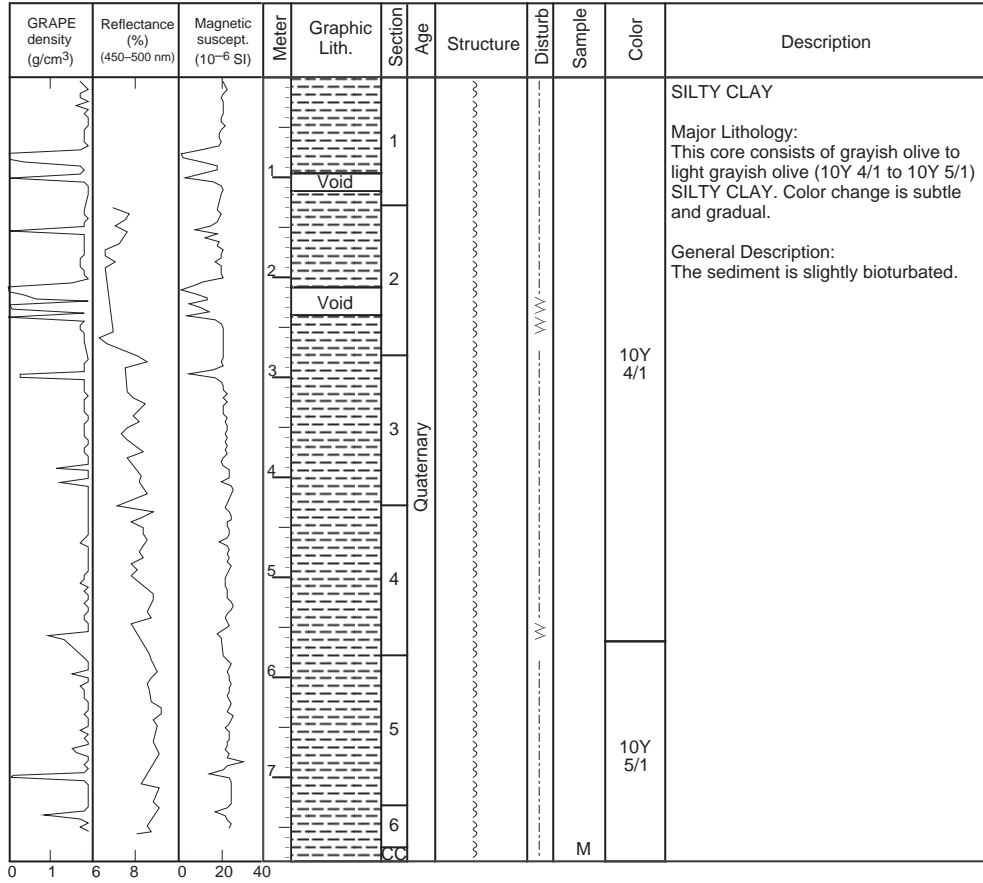 GRAPE
density
(g/cm3)
Reflectance
(%)
(450–500 nm)
Magnetic
suscept.
(10–6 SI)
Meter
Graphic
Lith.
Section
Age
Structure
Disturb
Sample
Color
Description
1
2
3
4
5
6
7
Void
Void
1
2
3
4
5
6
CC
Quaternary
M
10Y
4/1
10Y
5/1
SILTY CLAY
Major Lithology:
This core consists of grayish olive to
light grayish olive (10Y 4/1 to 10Y 5/1)
SILTY CLAY. Color change is subtle
and gradual.
General Description:
The sediment is slightly bioturbated.
0 1 6 8 0 20 40